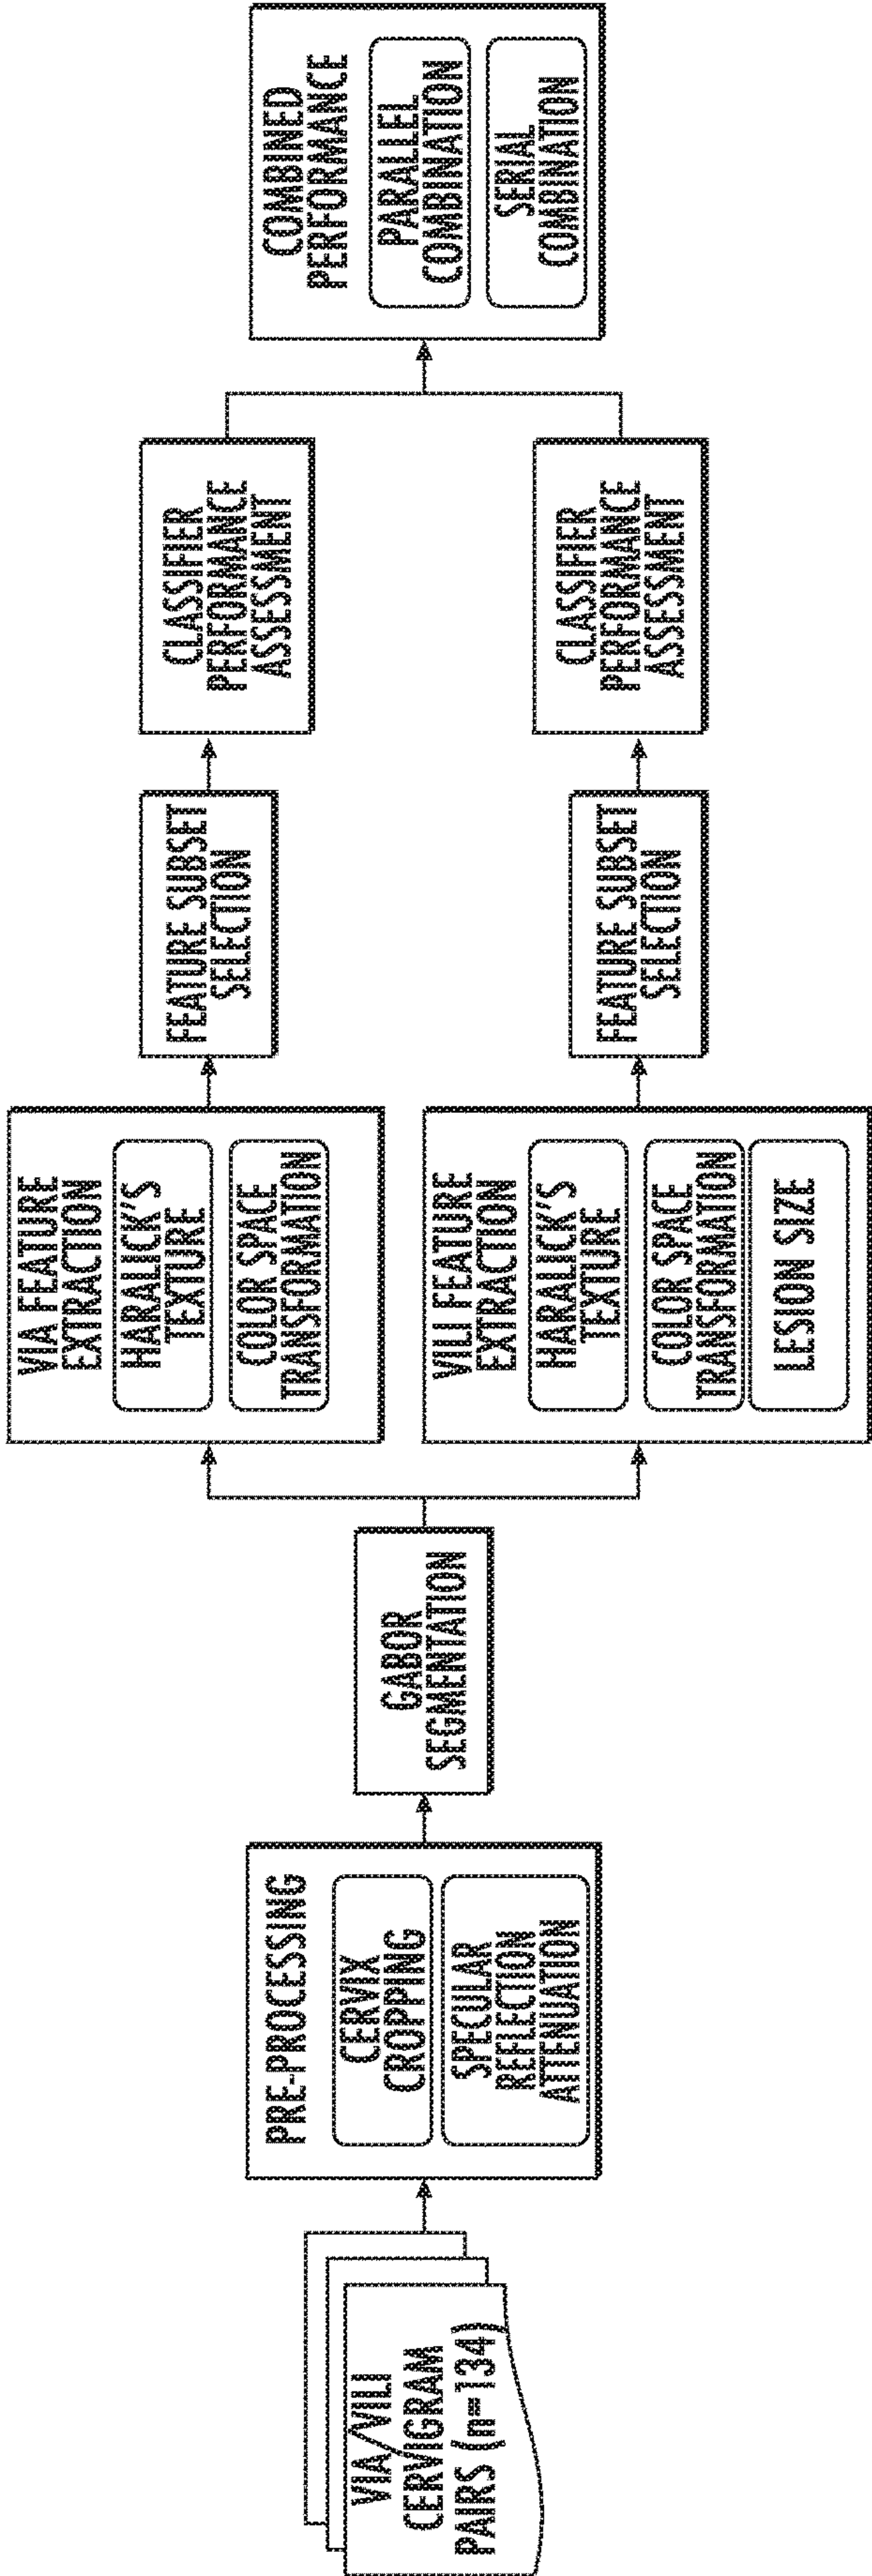 VIA/VILI
CERVIGRAM
PAIRS (n=134)
PRE-PROCESSING
CERVIX
CROPPING
SPECULAR
REFLECTION
ATTENUATION
GABOR
SEGMENTATION
VIA FEATURE
EXTRACTION
HARALICK'S
TEXTURE
COLOR SPACE
TRANSFORMATION
FEATURE SUBSET
SELECTION
CLASSIFIER
PERFORMANCE
ASSESSMENT
VILI FEATURE
EXTRACTION
HARALICK'S
TEXTURE
COLOR SPACE
TRANSFORMATION
LESION SIZE
FEATURE SUBSET
SELECTION
CLASSIFIER
PERFORMANCE
ASSESSMENT
COMBINED
PERFORMANCE
PARALLEL
COMBINATION
SERIAL
COMBINATION